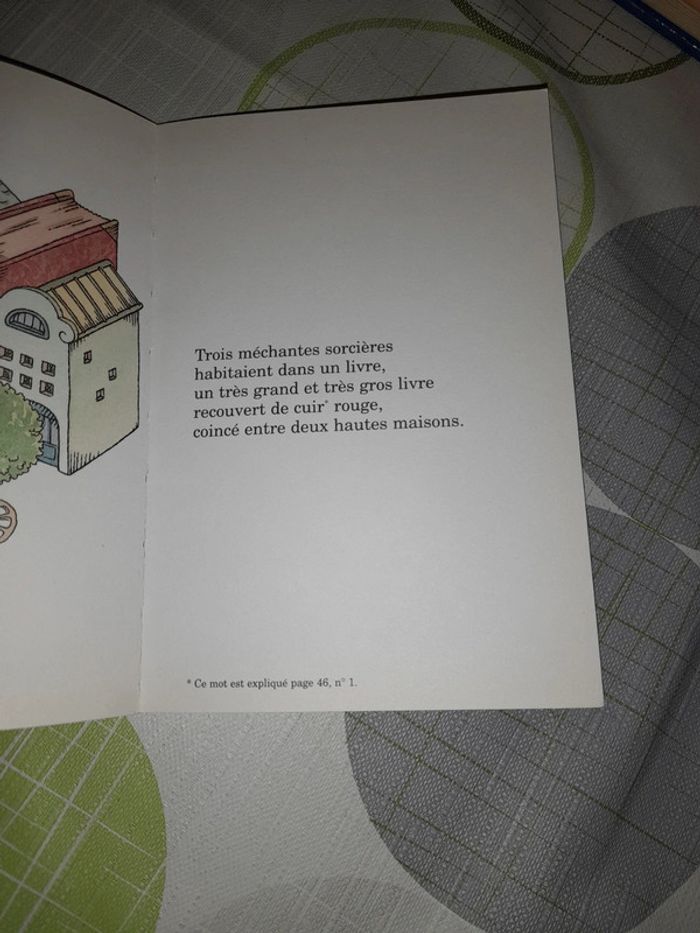 Trois méchantes sorcières
habitaient dans un livre,
un très grand et très gros livre
recouvert de cuir* rouge,
coincé entre deux hautes maisons.
* Ce mot est expliqué page 46, n° 1.